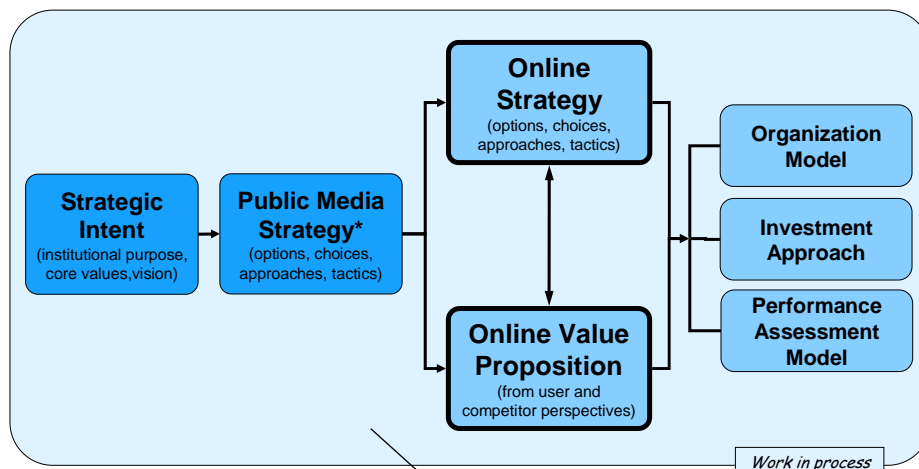 Strategic
Intent
(institutional purpose,
core values,vision)
Public Media
Strategy*
(options, choices,
approaches, tactics)
Online
Strategy
(options, choices,
approaches, tactics)
Online Value
Proposition
(from user and
competitor perspectives)
Organization
Model
Investment
Approach
Performance
Assessment
Model
Work in process